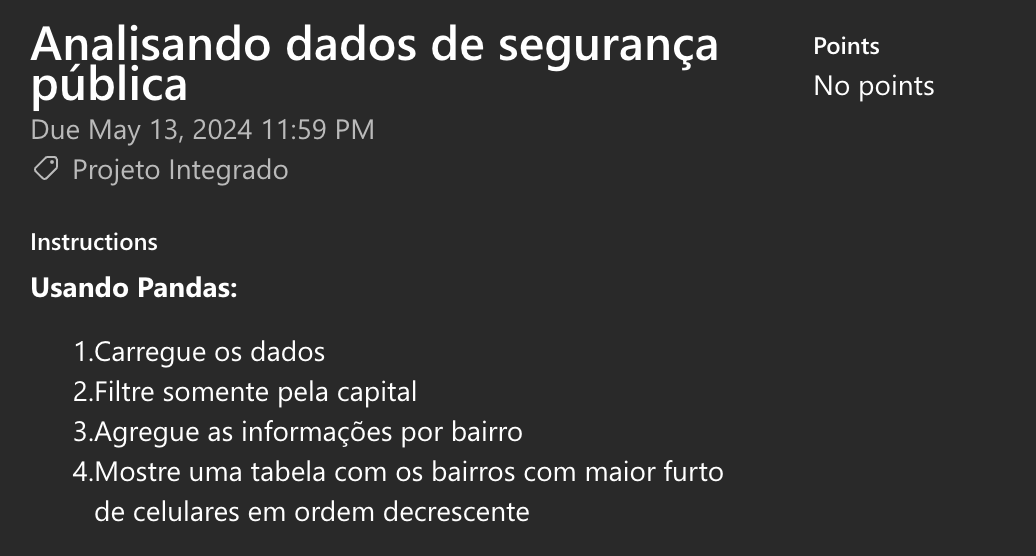 Analisando dados de segurança
pública
Due May 13, 2024 11:59 PM
Projeto Integrado
Points
No points
Instructions
Usando Pandas:
1.Carregue os dados
2.Filtre somente pela capital
3.Agregue as informações por bairro
4.Mostre uma tabela com os bairros com maior furto
de celulares em ordem decrescente